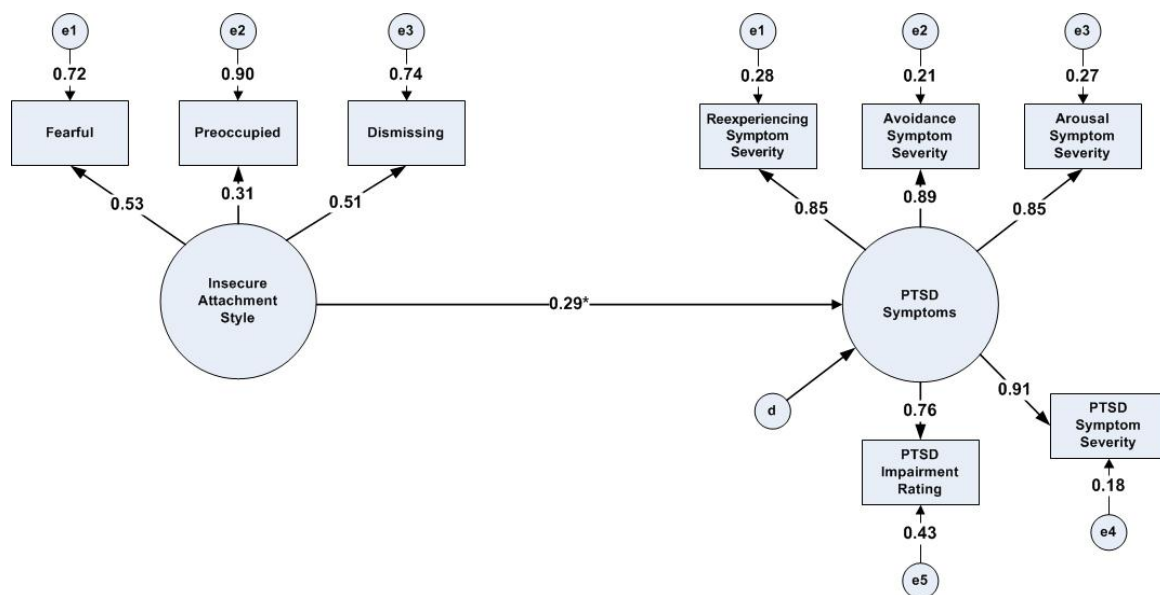 e1
e2
e3
e1
e2
e3
0.72
0.90
0.74
0.28
0.21
0.27
Fearful
Preoccupied
Dismissing
Reexperiencing
Symptom
Severity
Avoidance
Symptom
Severity
Arousal
Symptom
Severity
0.53
0.31
0.51
0.85
0.89
0.85
Insecure
Attachment
Style
0.29*
PTSD
Symptoms
d
0.76
0.91
PTSD
Impairment
Rating
PTSD
Symptom
Severity
0.43
0.18
e5
e4